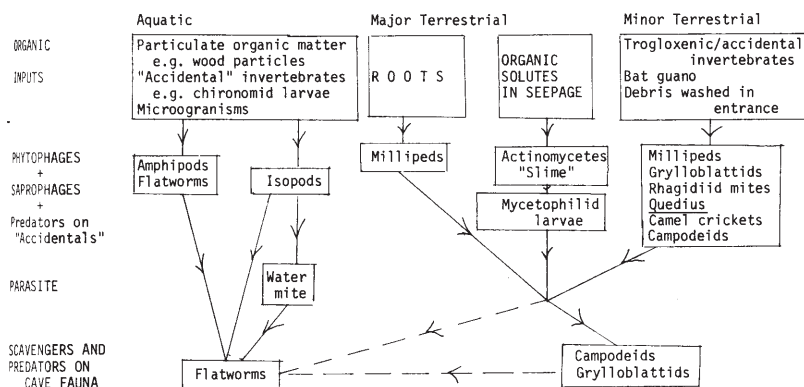 Aquatic
Major Terrestrial
Minor Terrestrial
ORGANIC
INPUTS
Particulate organic matter
e.g. wood particles
"Accidental" invertebrates
e.g. chironomid larvae
Microogranisms
R O O T S
ORGANIC
SOLUTES
IN SEEPAGE
Trogloxenic/accidental
invertebrates
Bat guano
Debris washed in
entrance
PHYTOPHAGES
+
SAPROPHAGES
+
Predators on
"Accidentals"
Amphipods
Flatworms
Isopods
Millipeds
Actinomycetes
"Slime"
Mycetophilid
larvae
Millipeds
Grylloblattids
Rhagidiid mites
Quedius
Camel crickets
Campodeids
PARASITE
Water
mite
SCAVENGERS AND
PREDATORS ON
CAVE FAUNA
Flatworms
Campodeids
Grylloblattids